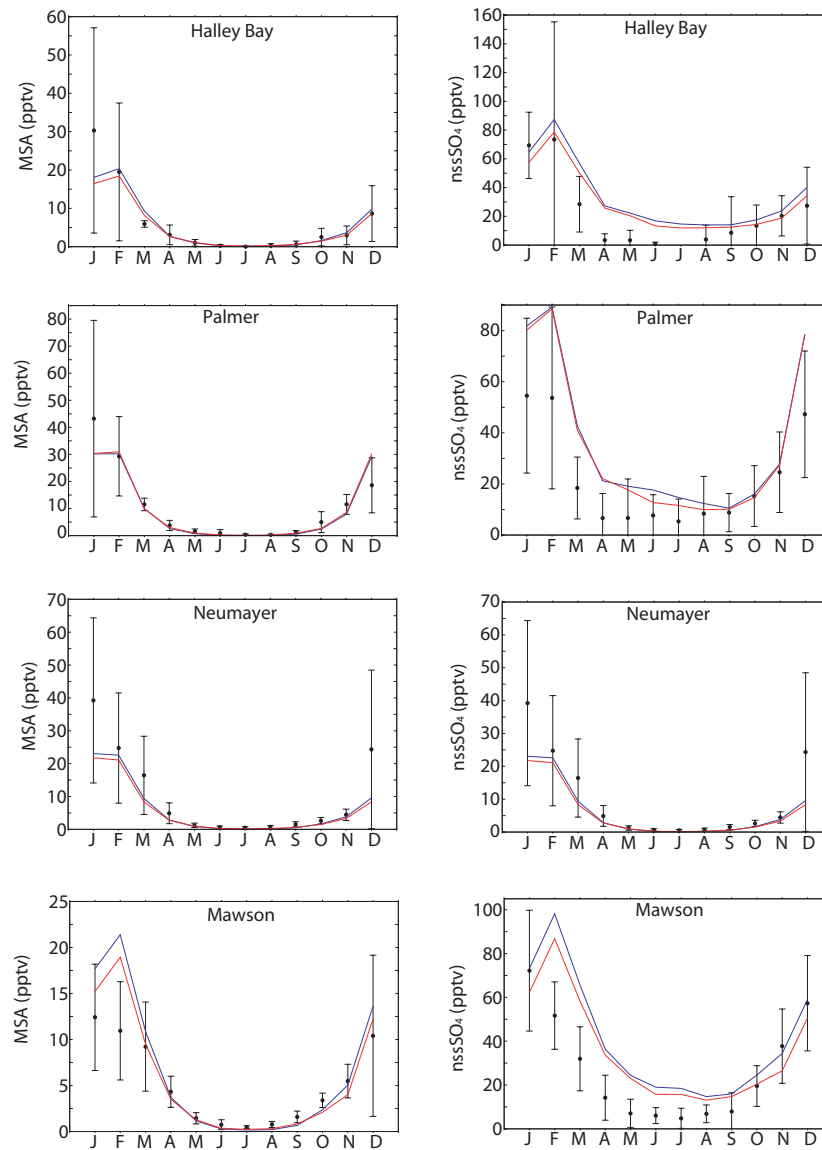 Halley Bay
MSA (pptv)
60
50
40
30
20
10
0
J F M A M J J A S O N D
Halley Bay
nssSO₄ (pptv)
160
140
120
100
80
60
40
20
0
J F M A M J J A S O N D
Palmer
MSA (pptv)
80
70
60
50
40
30
20
10
0
J F M A M J J A S O N D
Palmer
nssSO₄ (pptv)
80
60
40
20
0
J F M A M J J A S O N D
Neumayer
MSA (pptv)
70
60
50
40
30
20
10
0
J F M A M J J A S O N D
Neumayer
nssSO₄ (pptv)
70
60
50
40
30
20
10
0
J F M A M J J A S O N D
Mawson
MSA (pptv)
25
20
15
10
5
0
J F M A M J J A S O N D
Mawson
nssSO₄ (pptv)
100
80
60
40
20
0
J F M A M J J A S O N D